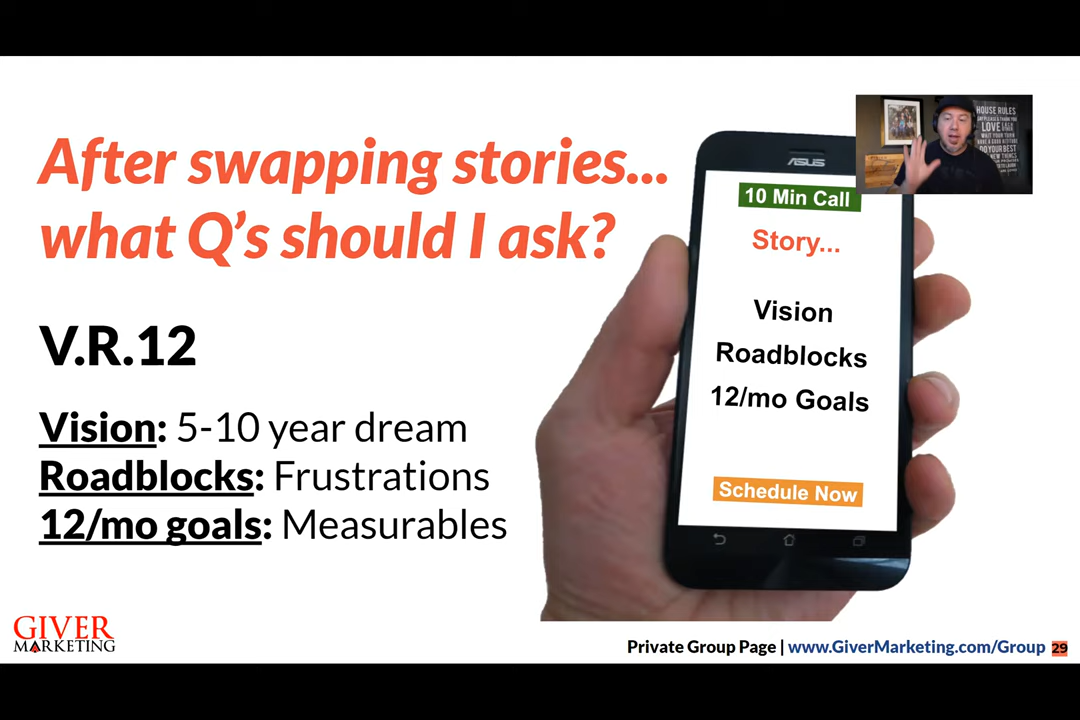 After swapping stories...
what Q's should I ask?
V.R.12
Vision: 5-10 year dream
Roadblocks: Frustrations
12/mo goals: Measurables
ASUS
10 Min Call
Story...
Vision
Roadblocks
12/mo Goals
Schedule Now
HOUSE RULES
LOVE
DO YOUR BEST
GIVER
MARKETING
Private Group Page | www.GiverMarketing.com/Group 29